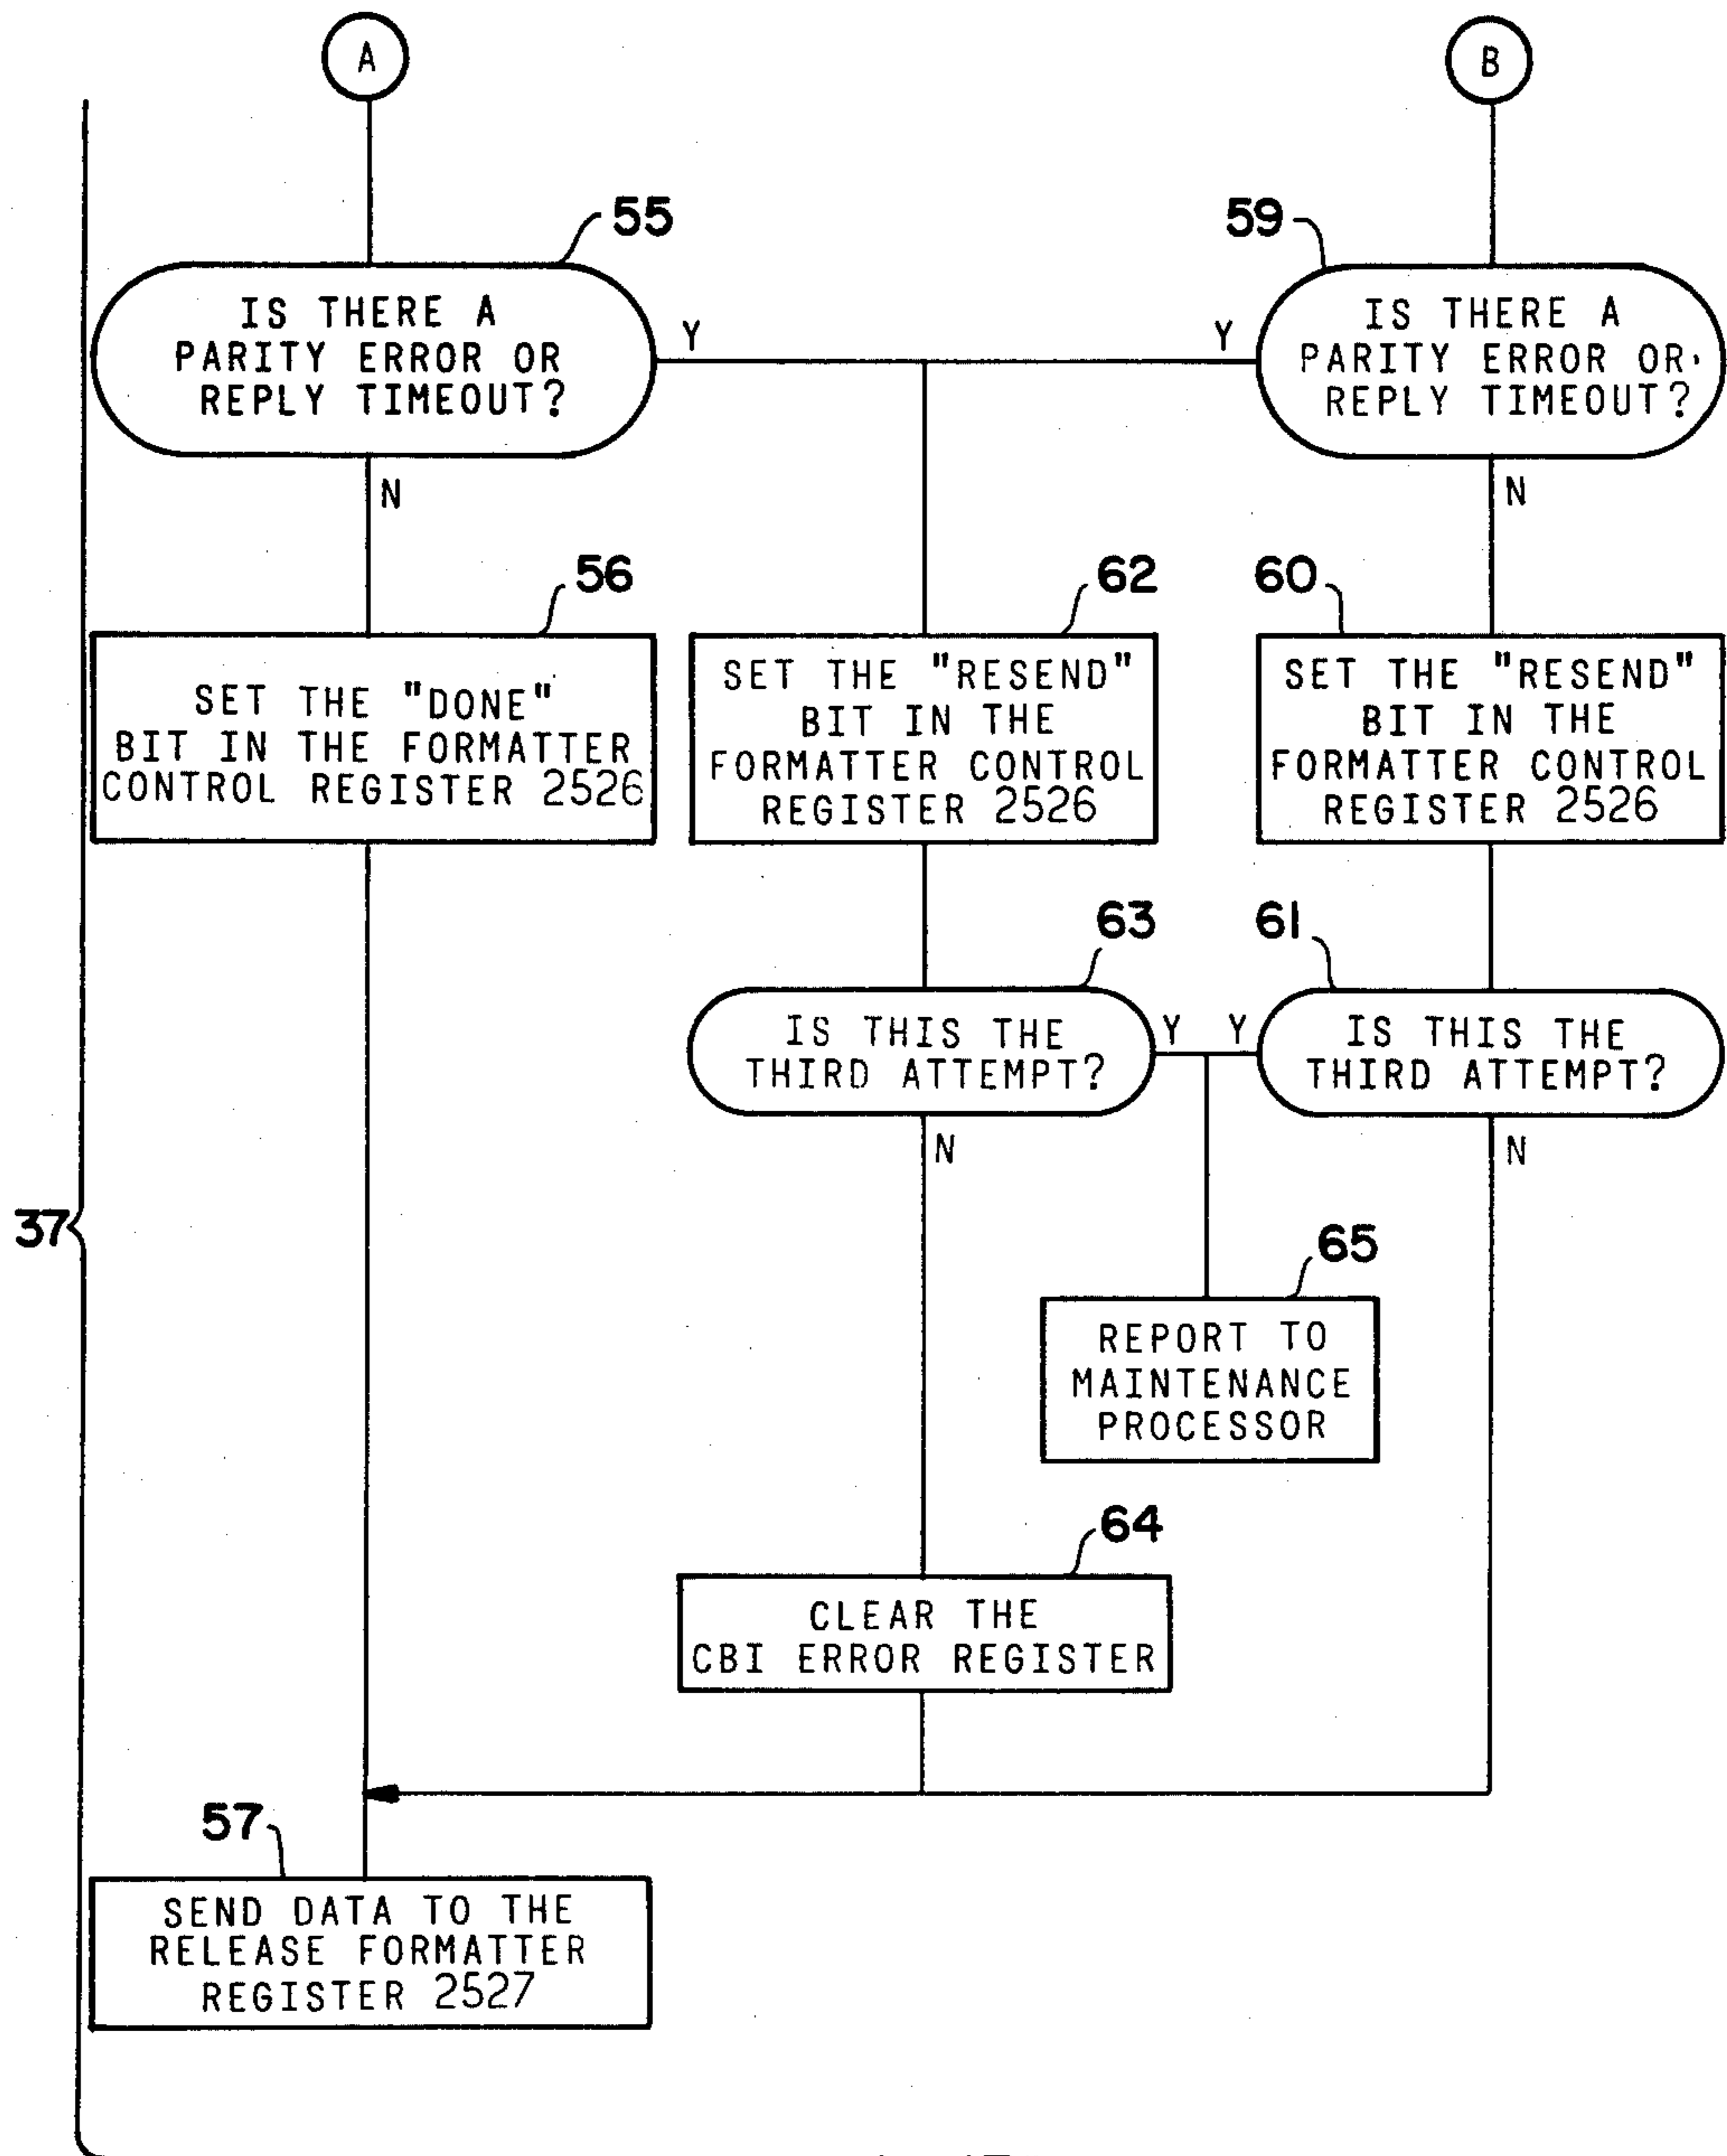 A
B
55
59
IS THERE A
PARITY ERROR OR
REPLY TIMEOUT?
Y
Y
IS THERE A
PARITY ERROR OR
REPLY TIMEOUT?
N
N
56
62
60
SET THE "DONE"
BIT IN THE FORMATTER
CONTROL REGISTER 2526
SET THE "RESEND"
BIT IN THE
FORMATTER CONTROL
REGISTER 2526
SET THE "RESEND"
BIT IN THE
FORMATTER CONTROL
REGISTER 2526
63
61
IS THIS THE
THIRD ATTEMPT?
Y
Y
IS THIS THE
THIRD ATTEMPT?
N
N
37
65
REPORT TO
MAINTENANCE
PROCESSOR
64
CLEAR THE
CBI ERROR REGISTER
57
SEND DATA TO THE
RELEASE FORMATTER
REGISTER 2527